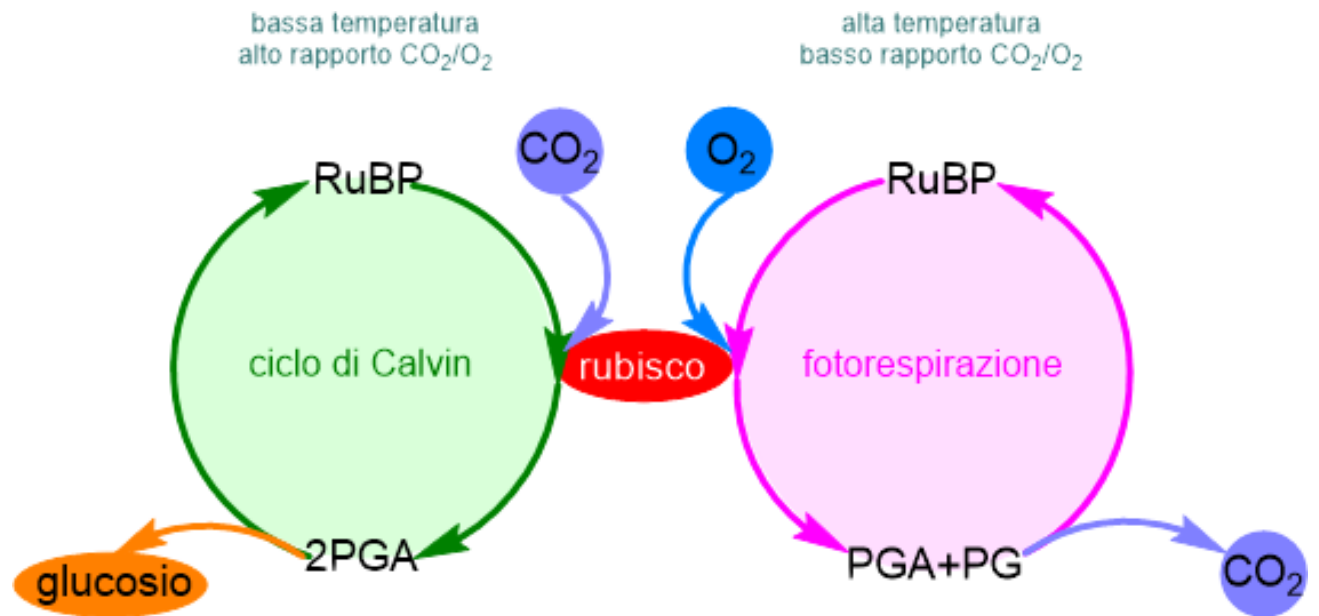 bassa temperatura
alto rapporto CO₂/O₂
alta temperatura
basso rapporto CO₂/O₂
CO₂
O₂
RuBP
RuBP
ciclo di Calvin
rubisco
fotorespirazione
2PGA
PGA+PG
glucosio
CO₂